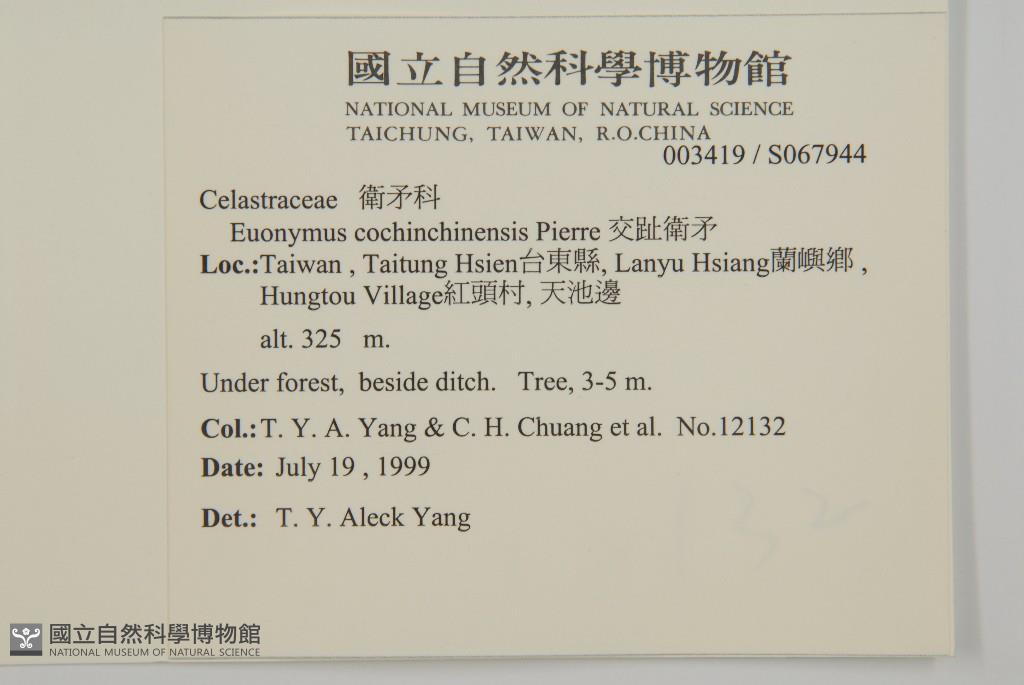 國立自然科學博物館
NATIONAL MUSEUM OF NATURAL SCIENCE
TAICHUNG, TAIWAN, R.O.CHINA
003419 / S067944
Celastraceae 衛矛科
Euonymus cochinchinensis Pierre 交趾衛矛
Loc.:Taiwan , Taitung Hsien台東縣, Lanyu Hsiang蘭嶼鄉 ,
Hungtou Village紅頭村, 天池邊
alt. 325 m.
Under forest, beside ditch. Tree, 3-5 m.
Col.:T. Y. A. Yang & C. H. Chuang et al. No.12132
Date: July 19 , 1999
Det.: T. Y. Aleck Yang
132
國立自然科學博物館
NATIONAL MUSEUM OF NATURAL SCIENCE